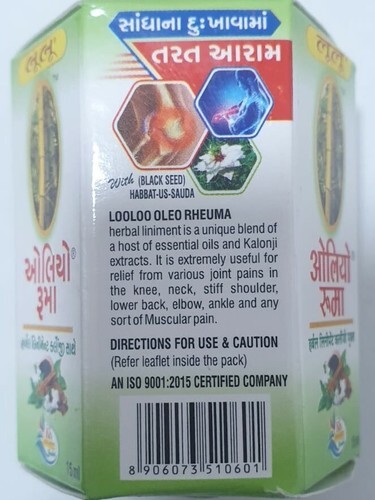 સાંધાના દુઃખાવામાં
તરત આરામ
With (BLACK SEED)
HABBAT-US-SAUDA
LOOLOO OLEO RHEUMA
herbal liniment is a unique blend of
a host of essential oils and Kalonji
extracts. It is extremely useful for
relief from various joint pains in
the knee, neck, stiff shoulder,
lower back, elbow, ankle and any
sort of Muscular pain.
DIRECTIONS FOR USE & CAUTION
(Refer leaflet inside the pack)
AN ISO 9001:2015 CERTIFIED COMPANY
8 906073 510601
લૂલૂ
ઓલિયો®
રૂમા
15 ml
લૂલૂ
ઓલિયો®
રૂમા